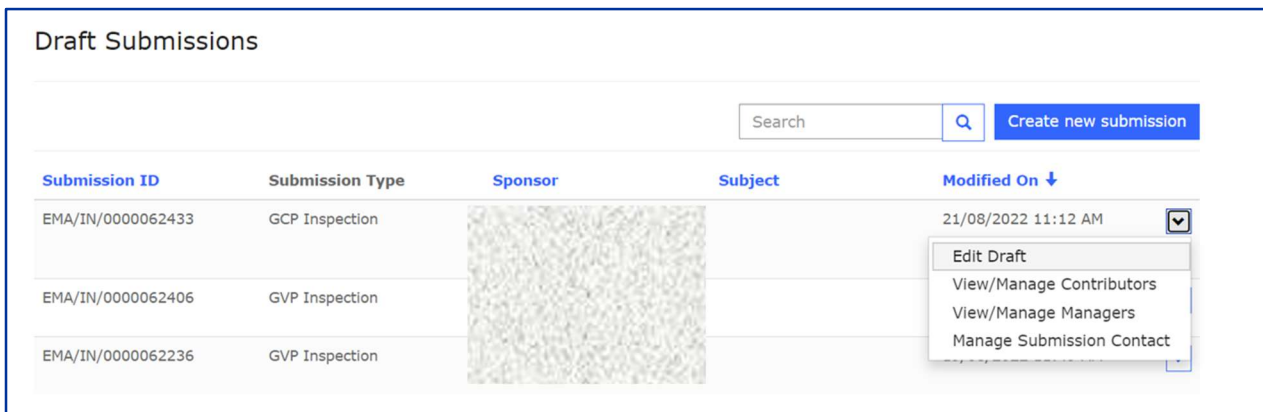 Draft Submissions
Search
Create new submission
Submission ID Submission Type Sponsor Subject Modified On
EMA/IN/0000062433 GCP Inspection 21/08/2022 11:12 AM
Edit Draft
View/Manage Contributors
EMA/IN/0000062406 GVP Inspection
View/Manage Managers
Manage Submission Contact
EMA/IN/0000062236 GVP Inspection